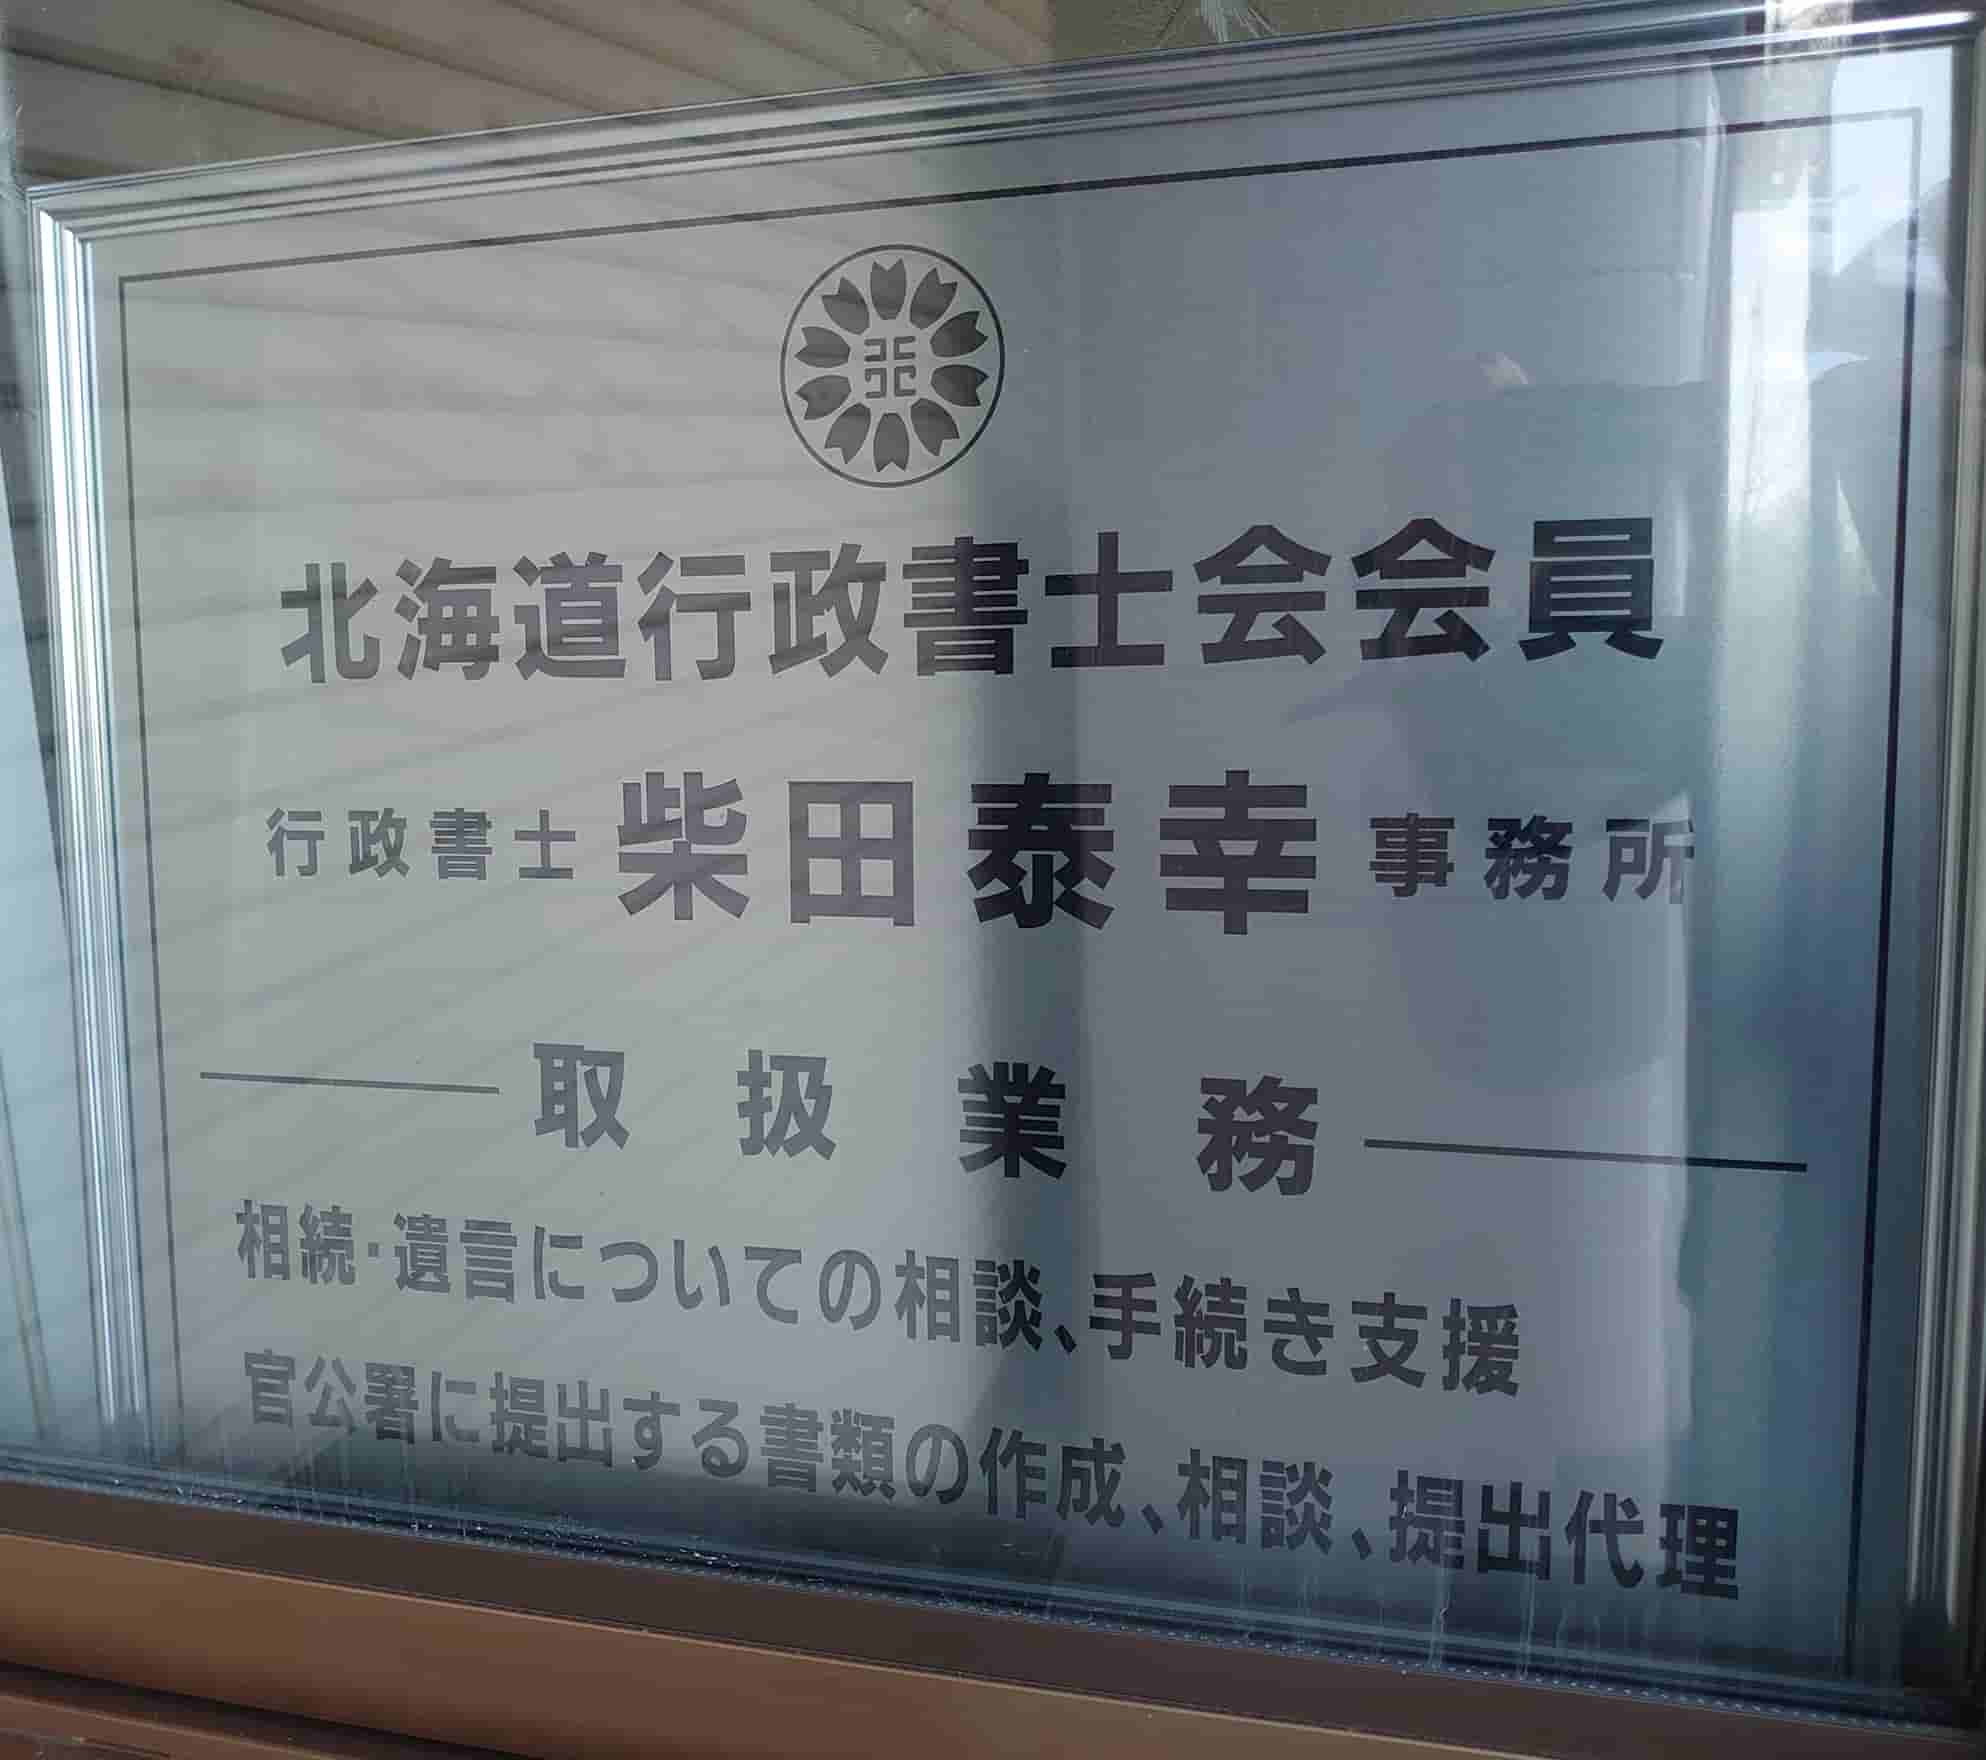 北海道行政書士会会員
行政書士 柴田泰幸 事務所
取扱業務
相続・遺言についての相談、手続き支援
官公署に提出する書類の作成、相談、提出代理